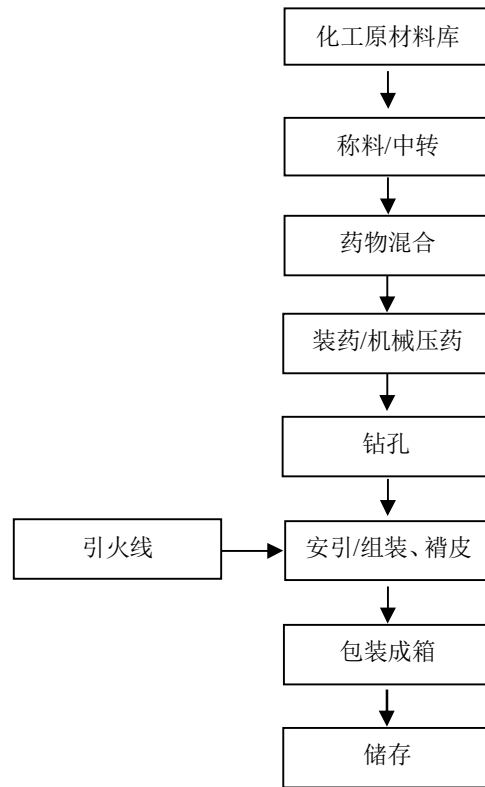 化工原材料库
称料/中转
药物混合
装药/机械压药
钻孔
引火线
安引/组装、褙皮
包装成箱
储存